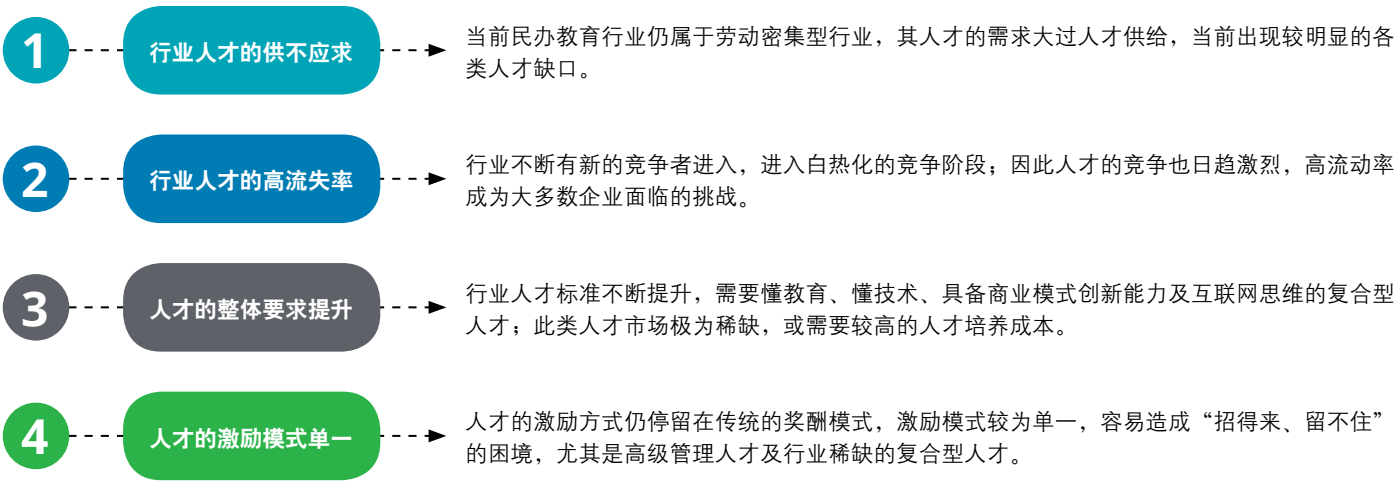 1
行业人才的供不应求
当前民办教育行业仍属于劳动密集型行业，其人才的需求大过人才供给，当前出现较明显的各
类人才缺口。
2
行业人才的高流失率
行业不断有新的竞争者进入，进入白热化的竞争阶段；因此人才的竞争也日趋激烈，高流动率
成为大多数企业面临的挑战。
3
人才的整体要求提升
行业人才标准不断提升，需要懂教育、懂技术、具备商业模式创新能力及互联网思维的复合型
人才；此类人才市场极为稀缺，或需要较高的人才培养成本。
4
人才的激励模式单一
人才的激励方式仍停留在传统的奖酬模式，激励模式较为单一，容易造成“招得来、留不住”
的困境，尤其是高级管理人才及行业稀缺的复合型人才。